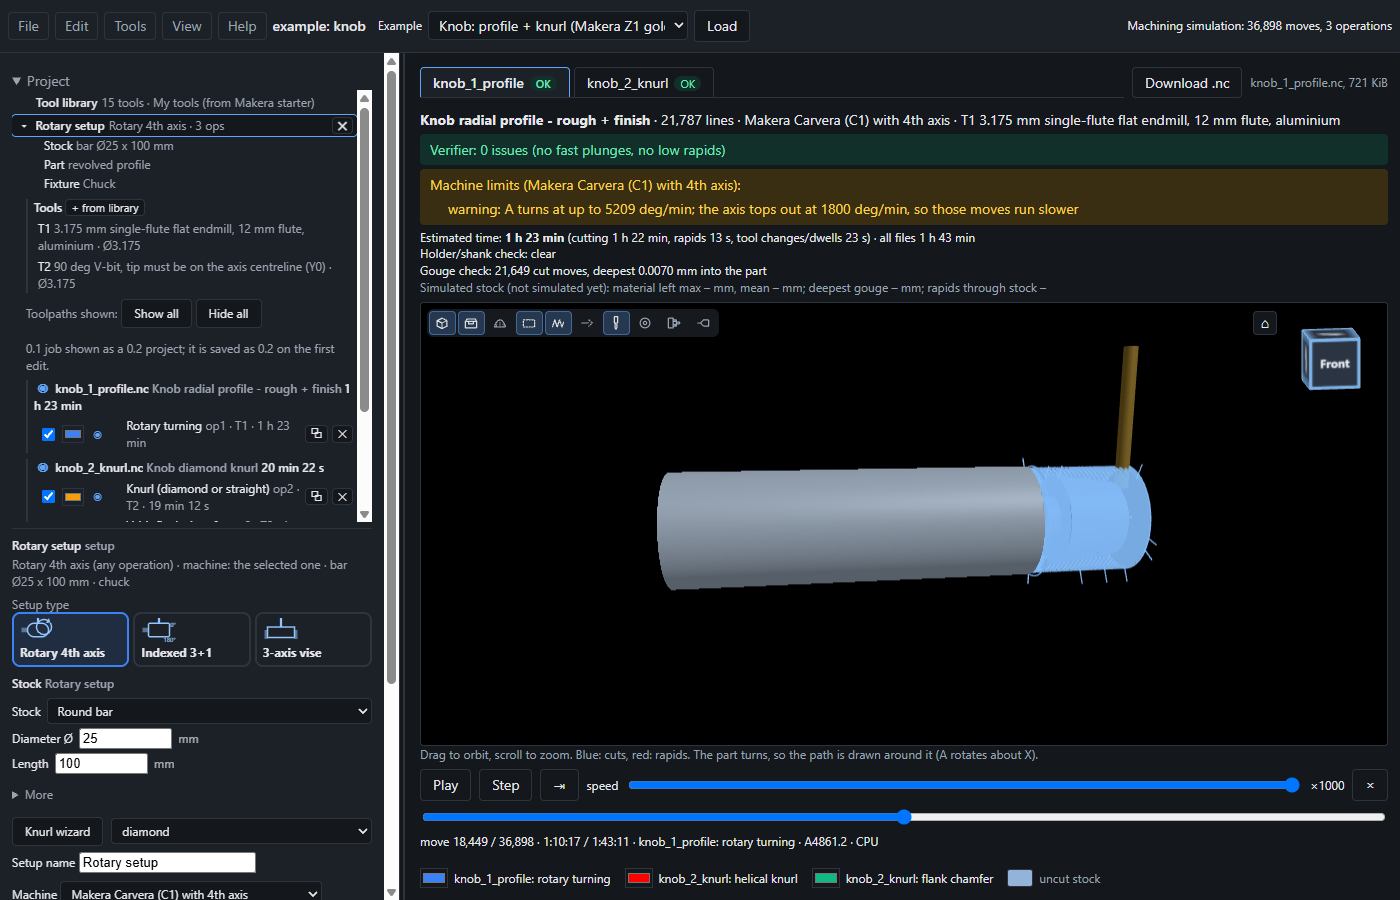 File Edit Tools View Help example: knob Example Knob: profile + knurl (Makera Z1 gol Load Machining simulation: 36,898 moves, 3 operations
Project
Tool library 15 tools · My tools (from Makera starter)
Rotary setup Rotary 4th axis · 3 ops
Stock bar Ø25 x 100 mm
Part revolved profile
Fixture Chuck
Tools + from library
T1 3.175 mm single-flute flat endmill, 12 mm flute,
aluminium · Ø3.175
T2 90 deg V-bit, tip must be on the axis centreline (Y0) ·
Ø3.175
Toolpaths shown: Show all Hide all
0.1 job shown as a 0.2 project; it is saved as 0.2 on the first
edit.
knob_1_profile.nc Knob radial profile - rough + finish 1
h 23 min
Rotary turning op1 · T1 · 1 h 23
min
knob_2_knurl.nc Knob diamond knurl 20 min 22 s
Knurl (diamond or straight) op2 ·
T2 · 19 min 12 s
Rotary setup setup
Rotary 4th axis (any operation) · machine: the selected one · bar
Ø25 x 100 mm · chuck
Setup type
Rotary 4th axis Indexed 3+1 3-axis vise
Stock Rotary setup
Stock Round bar
Diameter Ø 25 mm
Length 100 mm
More
Knurl wizard diamond
Setup name Rotary setup
Machine Makera Carvera (C1) with 4th axis
knob_1_profile OK knob_2_knurl OK Download .nc knob_1_profile.nc, 721 KiB
Knob radial profile - rough + finish · 21,787 lines · Makera Carvera (C1) with 4th axis · T1 3.175 mm single-flute flat endmill, 12 mm flute, aluminium
Verifier: 0 issues (no fast plunges, no low rapids)
Machine limits (Makera Carvera (C1) with 4th axis):
warning: A turns at up to 5209 deg/min; the axis tops out at 1800 deg/min, so those moves run slower
Estimated time: 1 h 23 min (cutting 1 h 22 min, rapids 13 s, tool changes/dwells 23 s) · all files 1 h 43 min
Holder/shank check: clear
Gouge check: 21,649 cut moves, deepest 0.0070 mm into the part
Simulated stock (not simulated yet): material left max – mm, mean – mm; deepest gouge – mm; rapids through stock –
Front
Drag to orbit, scroll to zoom. Blue: cuts, red: rapids. The part turns, so the path is drawn around it (A rotates about X).
Play Step ⇥ speed ×1000 ×
move 18,449 / 36,898 · 1:10:17 / 1:43:11 · knob_1_profile: rotary turning · A4861.2 · CPU
knob_1_profile: rotary turning knob_2_knurl: helical knurl knob_2_knurl: flank chamfer uncut stock